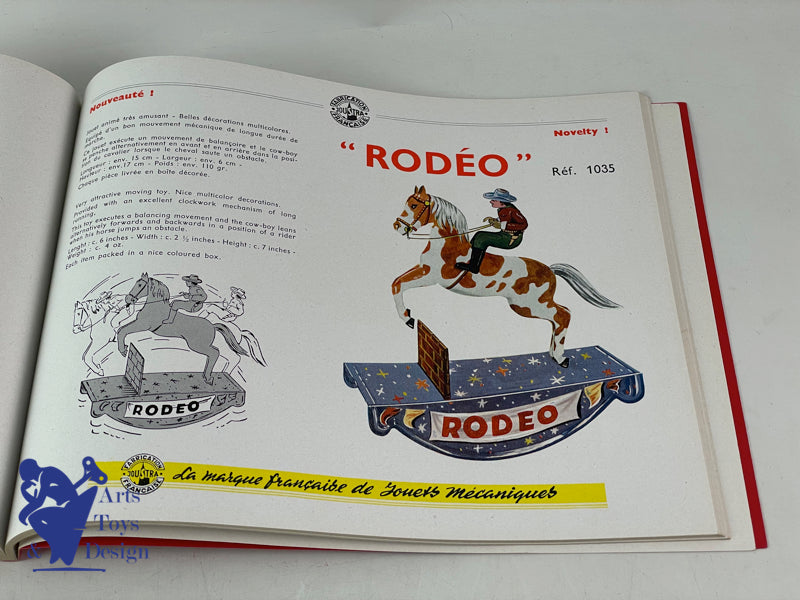 Nouveauté !
Jouet animé très amusant - Belles décorations multicolores.
Equipé d'un bon mouvement mécanique de longue durée de
marche.
Ce jouet exécute un mouvement de balançoire et le cow-boy
se penche alternativement en avant et en arrière dans la posi-
tion du cavalier lorsque le cheval saute un obstacle.
Longueur : env. 15 cm - Largeur : env. 6 cm -
Hauteur : env. 17 cm - Poids : env. 110 gr.
Chaque pièce livrée en boîte décorée.
Very attractive moving toy. Nice multicolor decorations.
Provided with an excellent clockwork mechanism of long
running.
This toy executes a balancing movement and the cow-boy leans
alternatively forwards and backwards in a position of a rider
when his horse jumps an obstacle.
Lenght : c. 6 inches - Width : c. 2 ½ inches - Height : c. 7 inches -
Weight : c. 4 oz.
Each item packed in a nice coloured box.
RODEO
FABRICATION
JOUSTRA
FRANÇAISE
Novelty !
“ RODÉO ”
Réf. 1035
RODEO
FABRICATION
JOUSTRA
FRANÇAISE
La marque française de Jouets Mécaniques
Arts
Toys
& Design